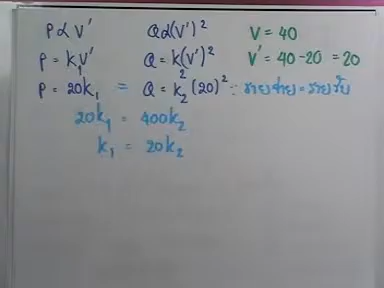 P α V' Q α (V')² V = 40
P = k₁V' Q = k₂(V')² V' = 40 - 20 = 20
P = 20k₁ = Q = k₂(20)² ∵ รายจ่าย = รายรับ
20k₁ = 400k₂
k₁ = 20k₂